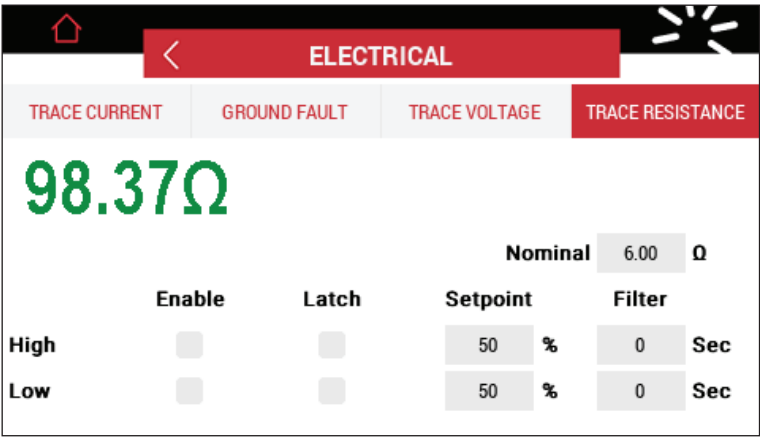 ELECTRICAL
TRACE CURRENT GROUND FAULT TRACE VOLTAGE TRACE RESISTANCE
98.37Ω
Nominal 6.00 Ω
Enable Latch Setpoint Filter
High 50 % 0 Sec
Low 50 % 0 Sec